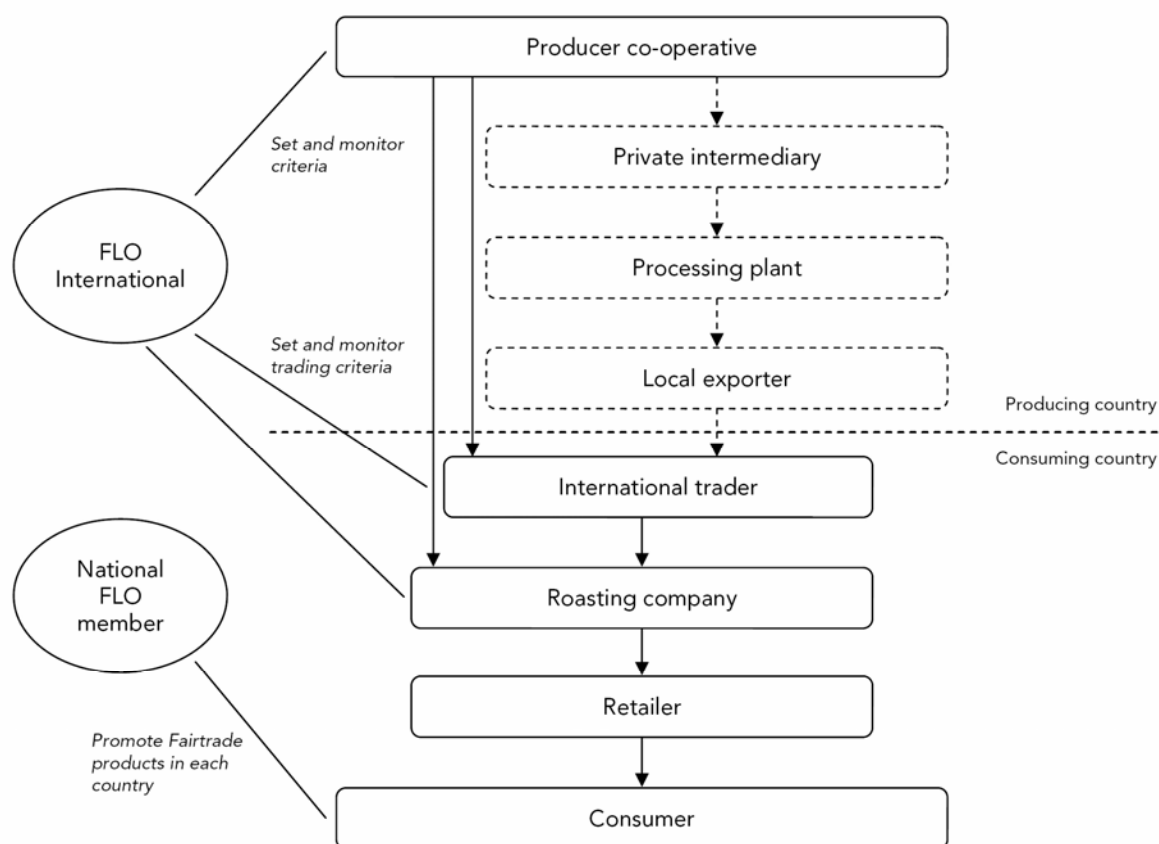 Producer co-operative
Set and monitor
criteria
Private intermediary
FLO
International
Processing plant
Set and monitor
trading criteria
Local exporter
Producing country
Consuming country
International trader
National
FLO
member
Roasting company
Retailer
Promote Fairtrade
products in each
country
Consumer